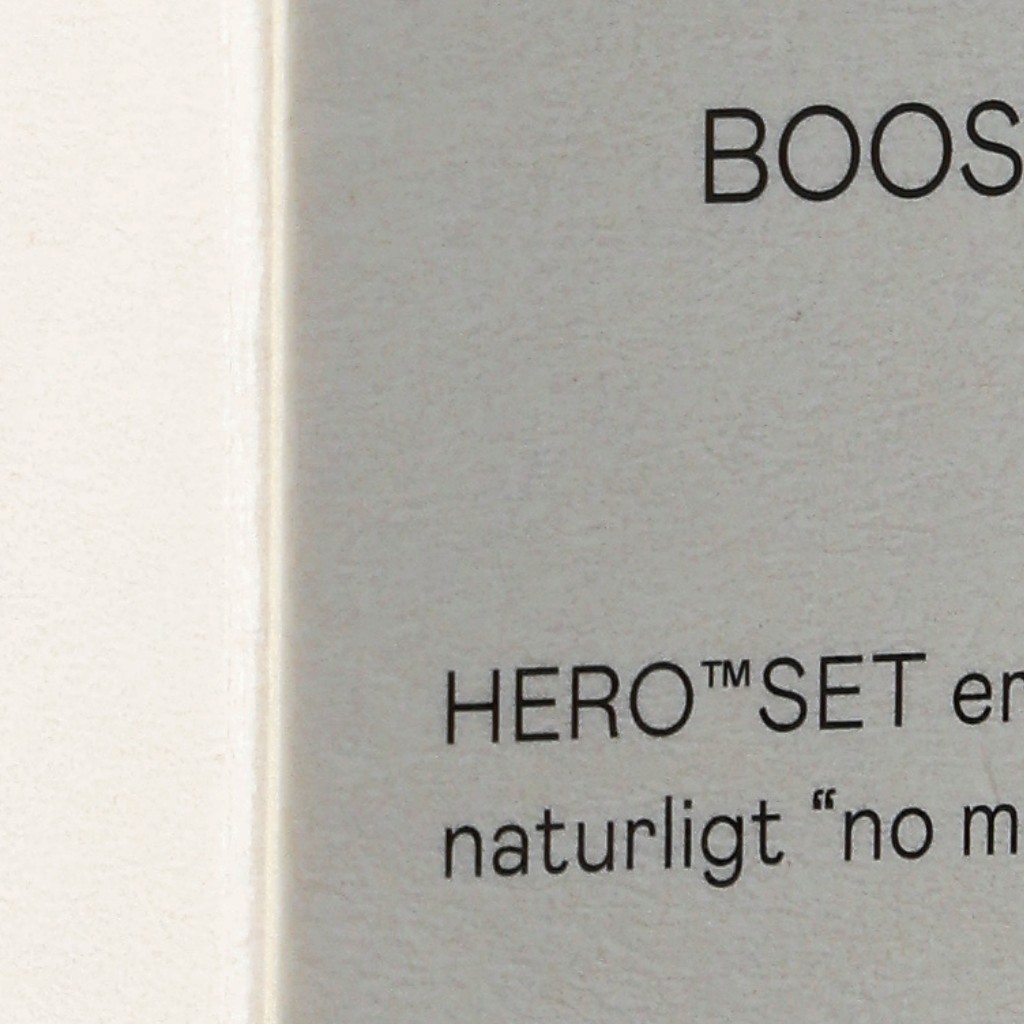 BOOS
HERO™SET er
naturligt “no m